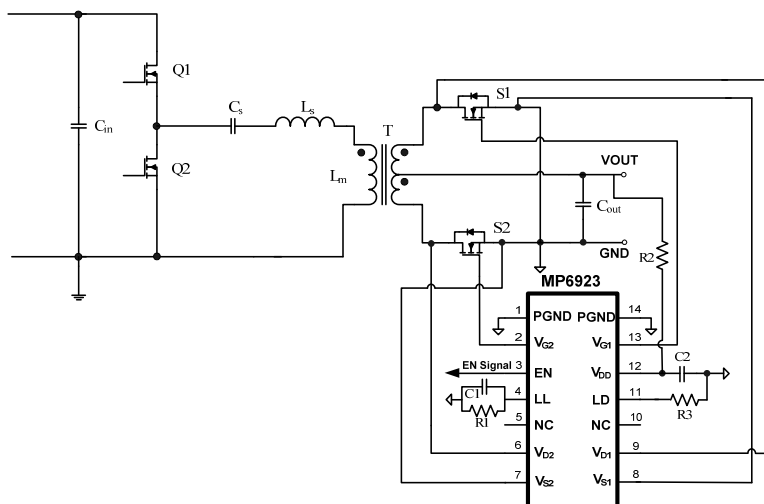 Q1
S1
Cs
Ls
T
Cin
VOUT
Q2
Lm
Cout
S2
GND
R2
MP6923
1 PGND PGND 14
2 VG2 VG1 13
EN Signal 3 EN VDD 12 C2
C1 4 LL LD 11
R1 R3
5 NC NC 10
6 VD2 VD1 9
7 VS2 VS1 8